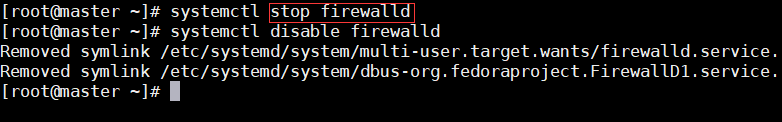 [root@master ~]# systemctl stop firewalld
[root@master ~]# systemctl disable firewalld
Removed symlink /etc/systemd/system/multi-user.target.wants/firewalld.service.
Removed symlink /etc/systemd/system/dbus-org.fedoraproject.FirewallD1.service.
[root@master ~]#